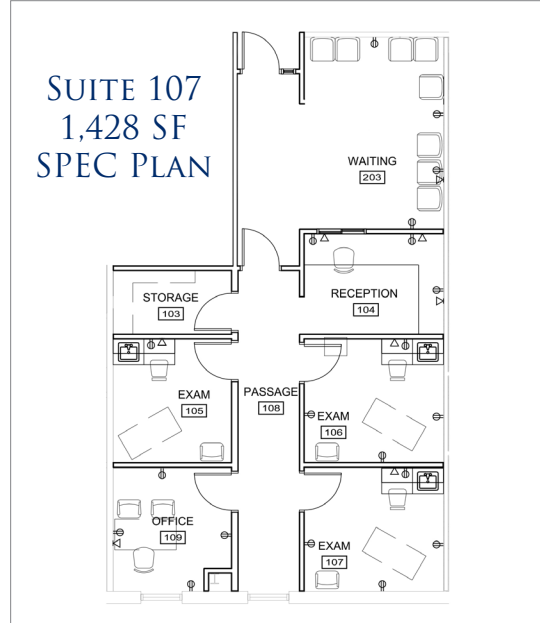 SUITE 107
1,428 SF
SPEC PLAN
WAITING
203
STORAGE
103
RECEPTION
104
EXAM
105
PASSAGE
108
EXAM
106
OFFICE
109
EXAM
107